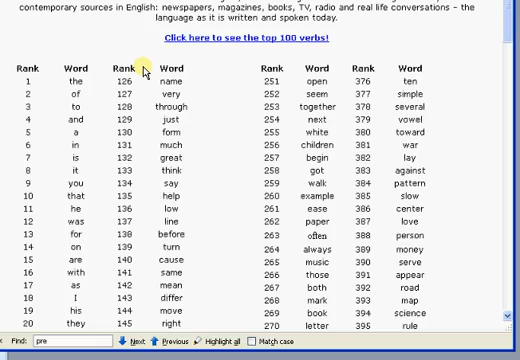 contemporary sources in English: newspapers, magazines, books, TV, radio and real life conversations - the
language as it is written and spoken today.
Click here to see the top 100 verbs!
Rank Word Rank Word Rank Word Rank Word
1 the 126 name 251 open 376 ten
2 of 127 very 252 seem 377 simple
3 to 128 through 253 together 378 several
4 and 129 just 254 next 379 vowel
5 a 130 form 255 white 380 toward
6 in 131 much 256 children 381 war
7 is 132 great 257 begin 382 lay
8 it 133 think 258 got 383 against
9 you 134 say 259 walk 384 pattern
10 that 135 help 260 example 385 slow
11 he 136 low 261 ease 386 center
12 was 137 line 262 paper 387 love
13 for 138 before 263 often 388 person
14 on 139 turn 264 always 389 money
15 are 140 cause 265 music 390 serve
16 with 141 same 266 those 391 appear
17 as 142 mean 267 both 392 road
18 I 143 differ 268 mark 393 map
19 his 144 move 269 book 394 science
20 they 145 right 270 letter 395 rule
Find: pre Next Previous Highlight all Match case